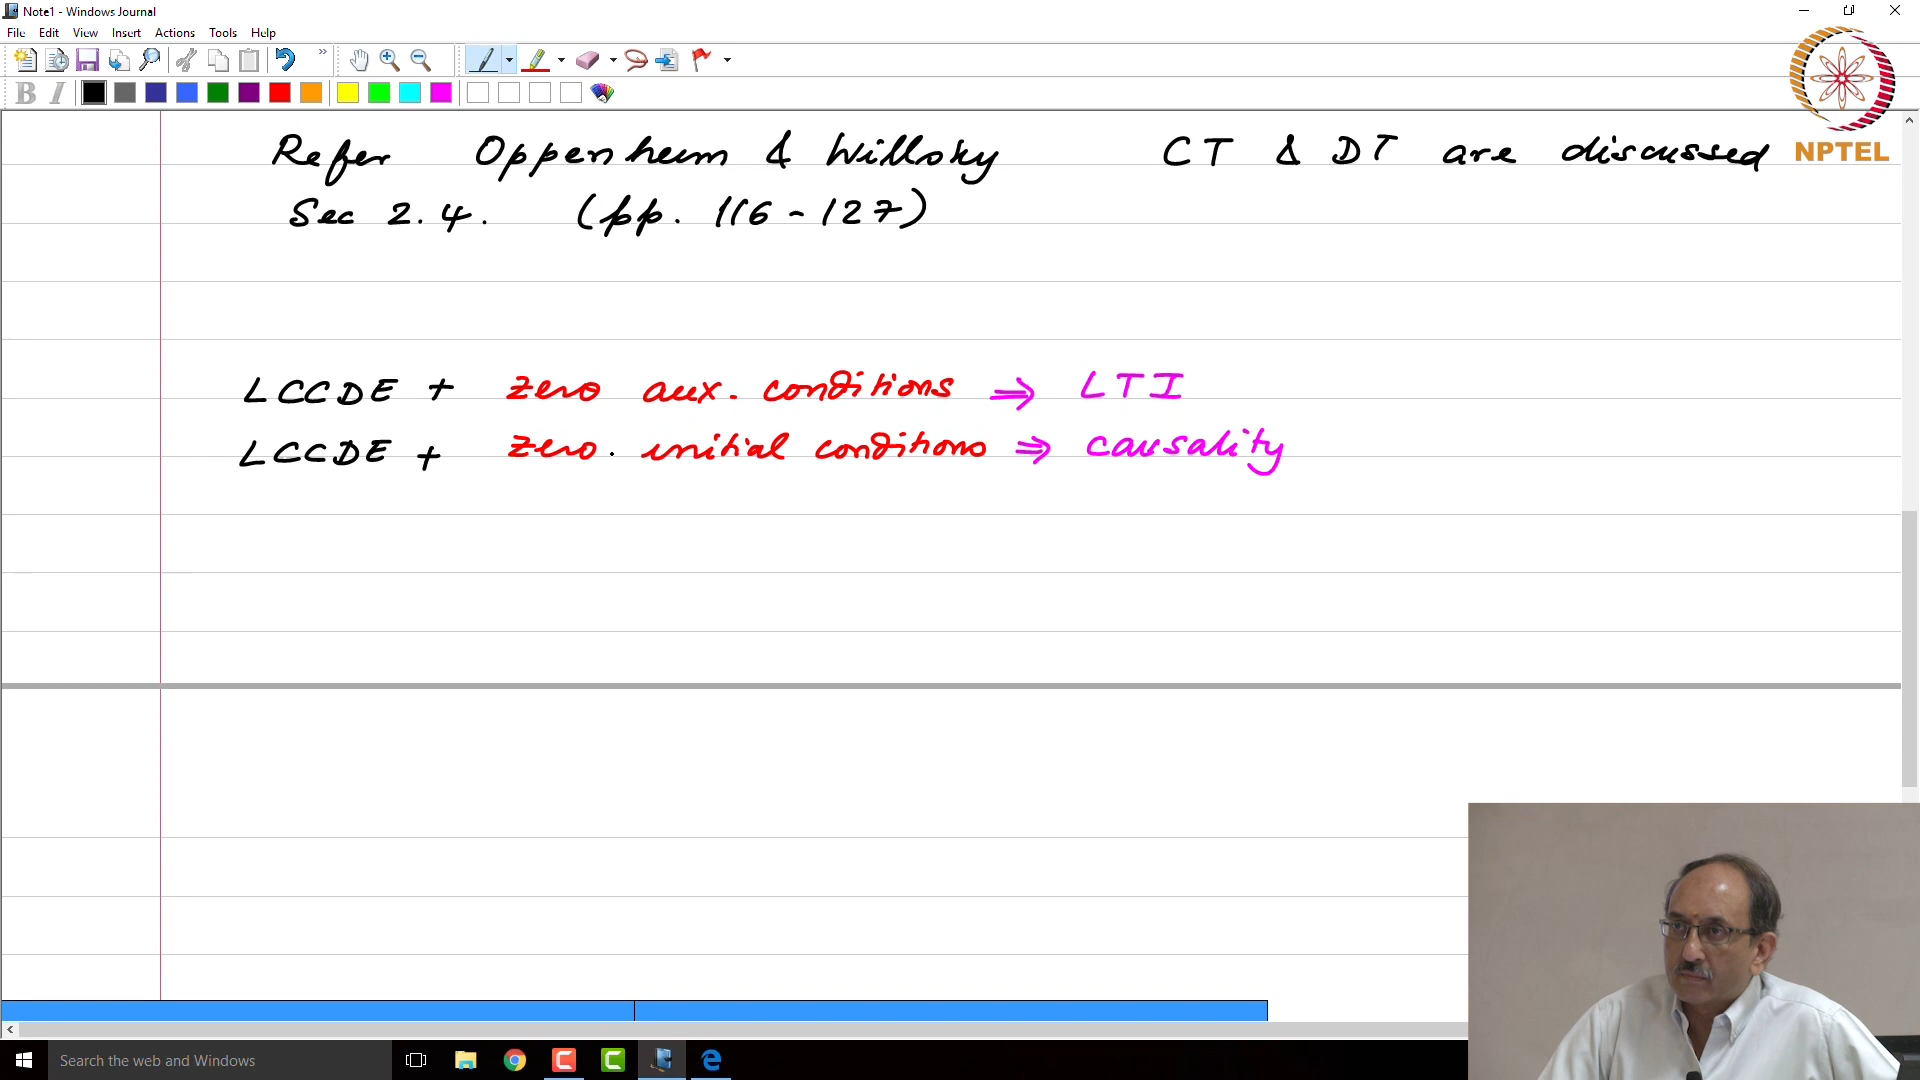 Note1 - Windows Journal
File Edit View Insert Actions Tools Help
B I
NPTEL
Refer Oppenheim & Willsky CT & DT are discussed
Sec 2.4. (pp. 116-127)
LCCDE + zero aux. conditions ⇒ LTI
LCCDE + zero. initial conditions ⇒ causality
Search the web and Windows